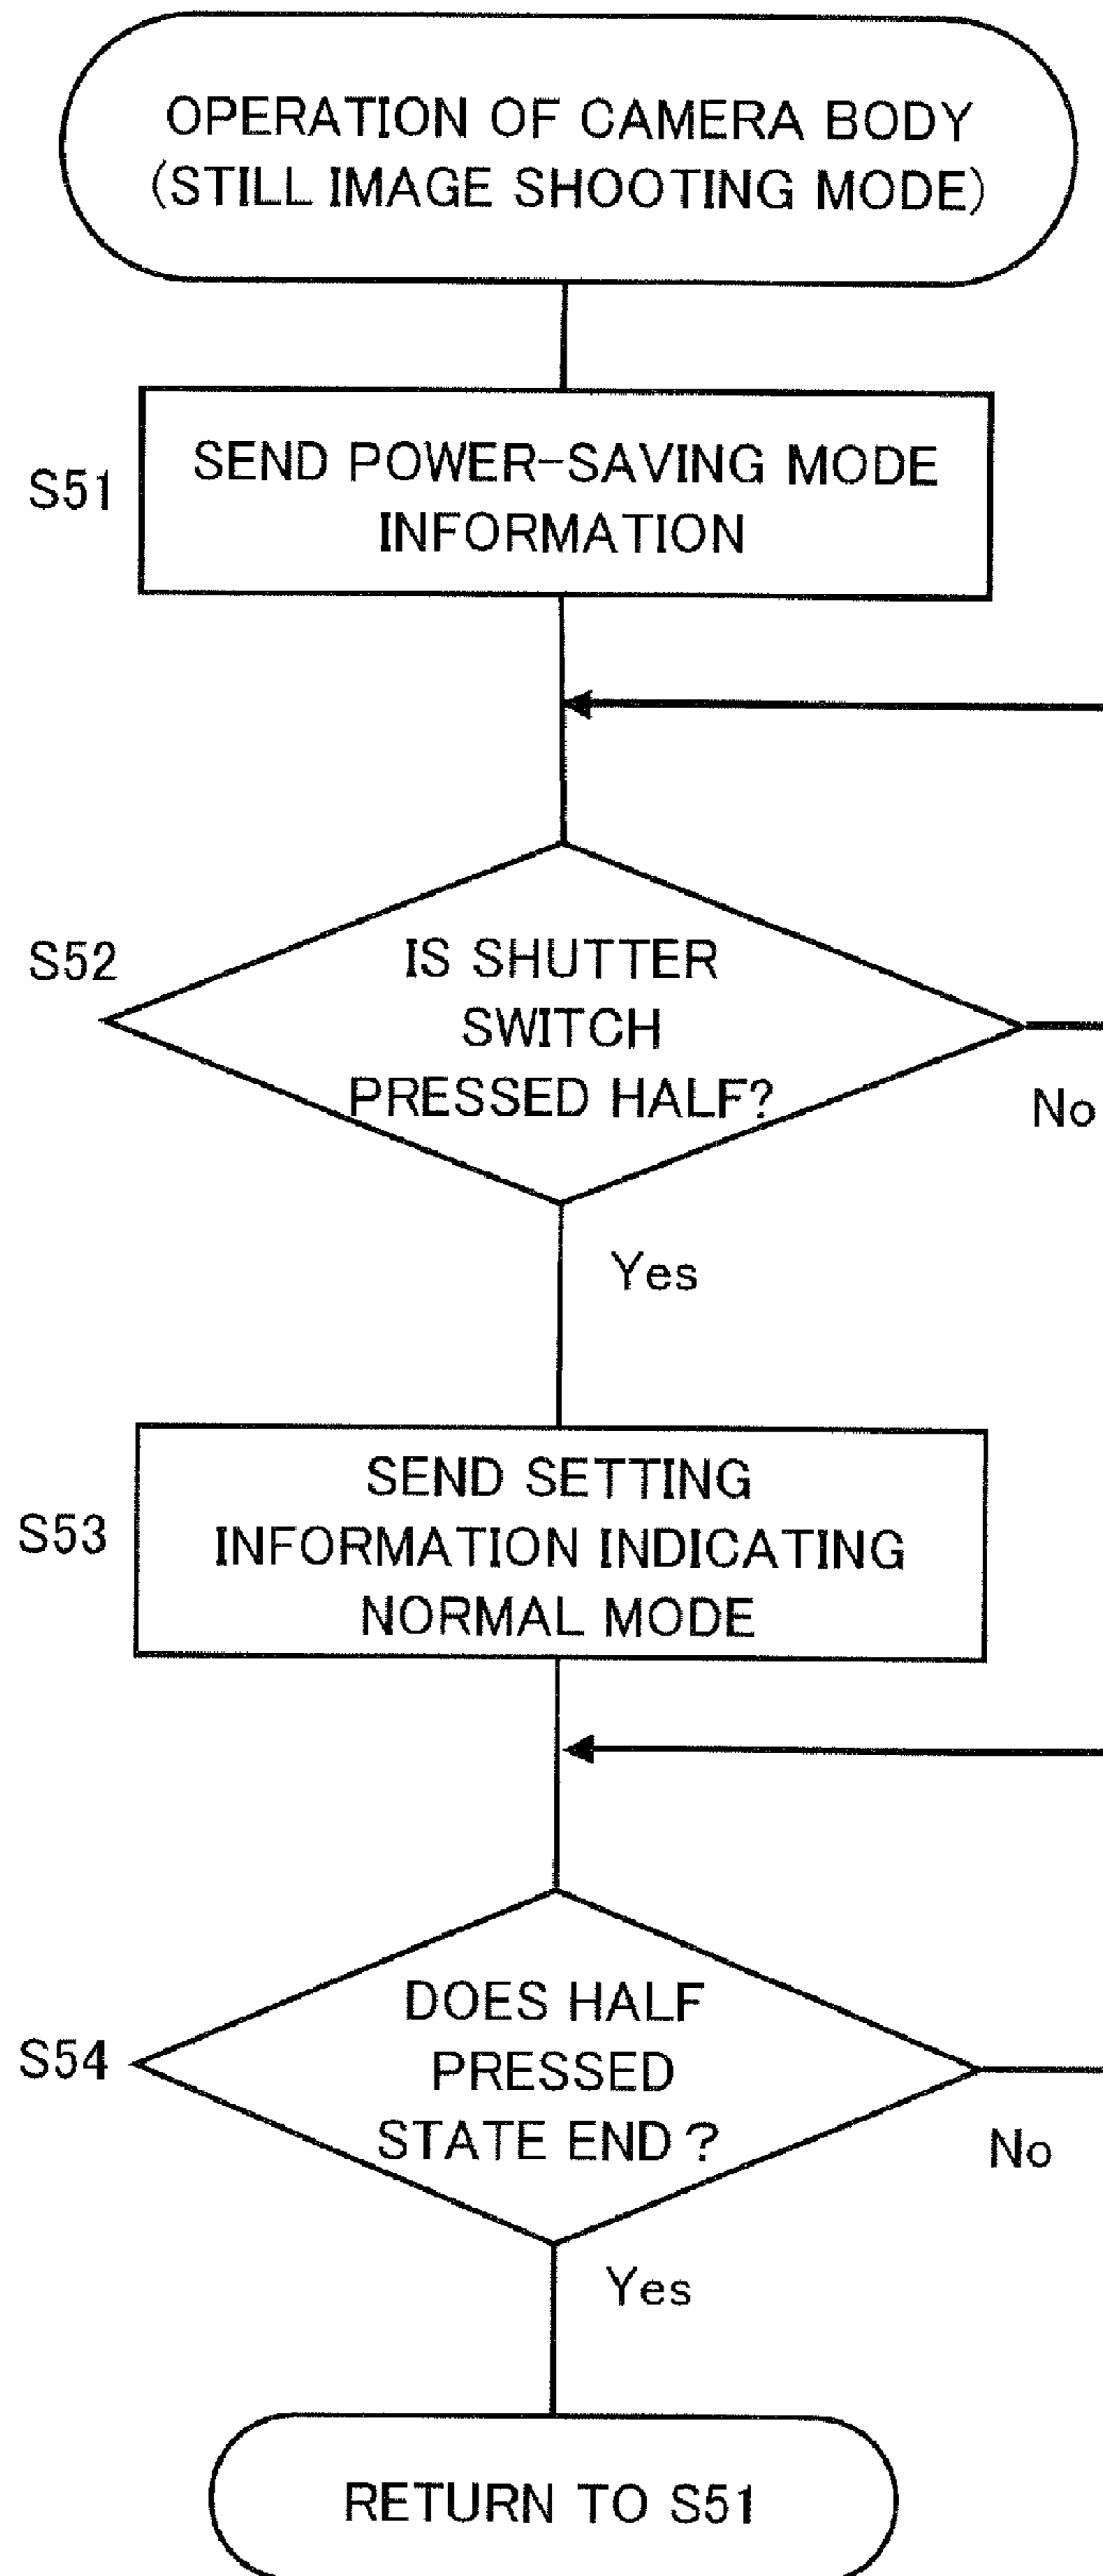 OPERATION OF CAMERA BODY
(STILL IMAGE SHOOTING MODE)
S51
SEND POWER-SAVING MODE
INFORMATION
S52
IS SHUTTER
SWITCH
PRESSED HALF?
No
Yes
S53
SEND SETTING
INFORMATION INDICATING
NORMAL MODE
S54
DOES HALF
PRESSED
STATE END ?
No
Yes
RETURN TO S51